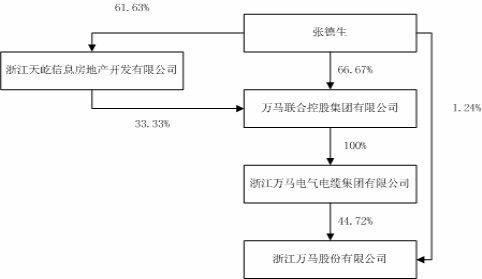 61.63%
张德生
浙江天屹信息房地产开发有限公司
66.67%
万马联合控股集团有限公司
1.24%
33.33%
100%
浙江万马电气电缆集团有限公司
44.72%
浙江万马股份有限公司